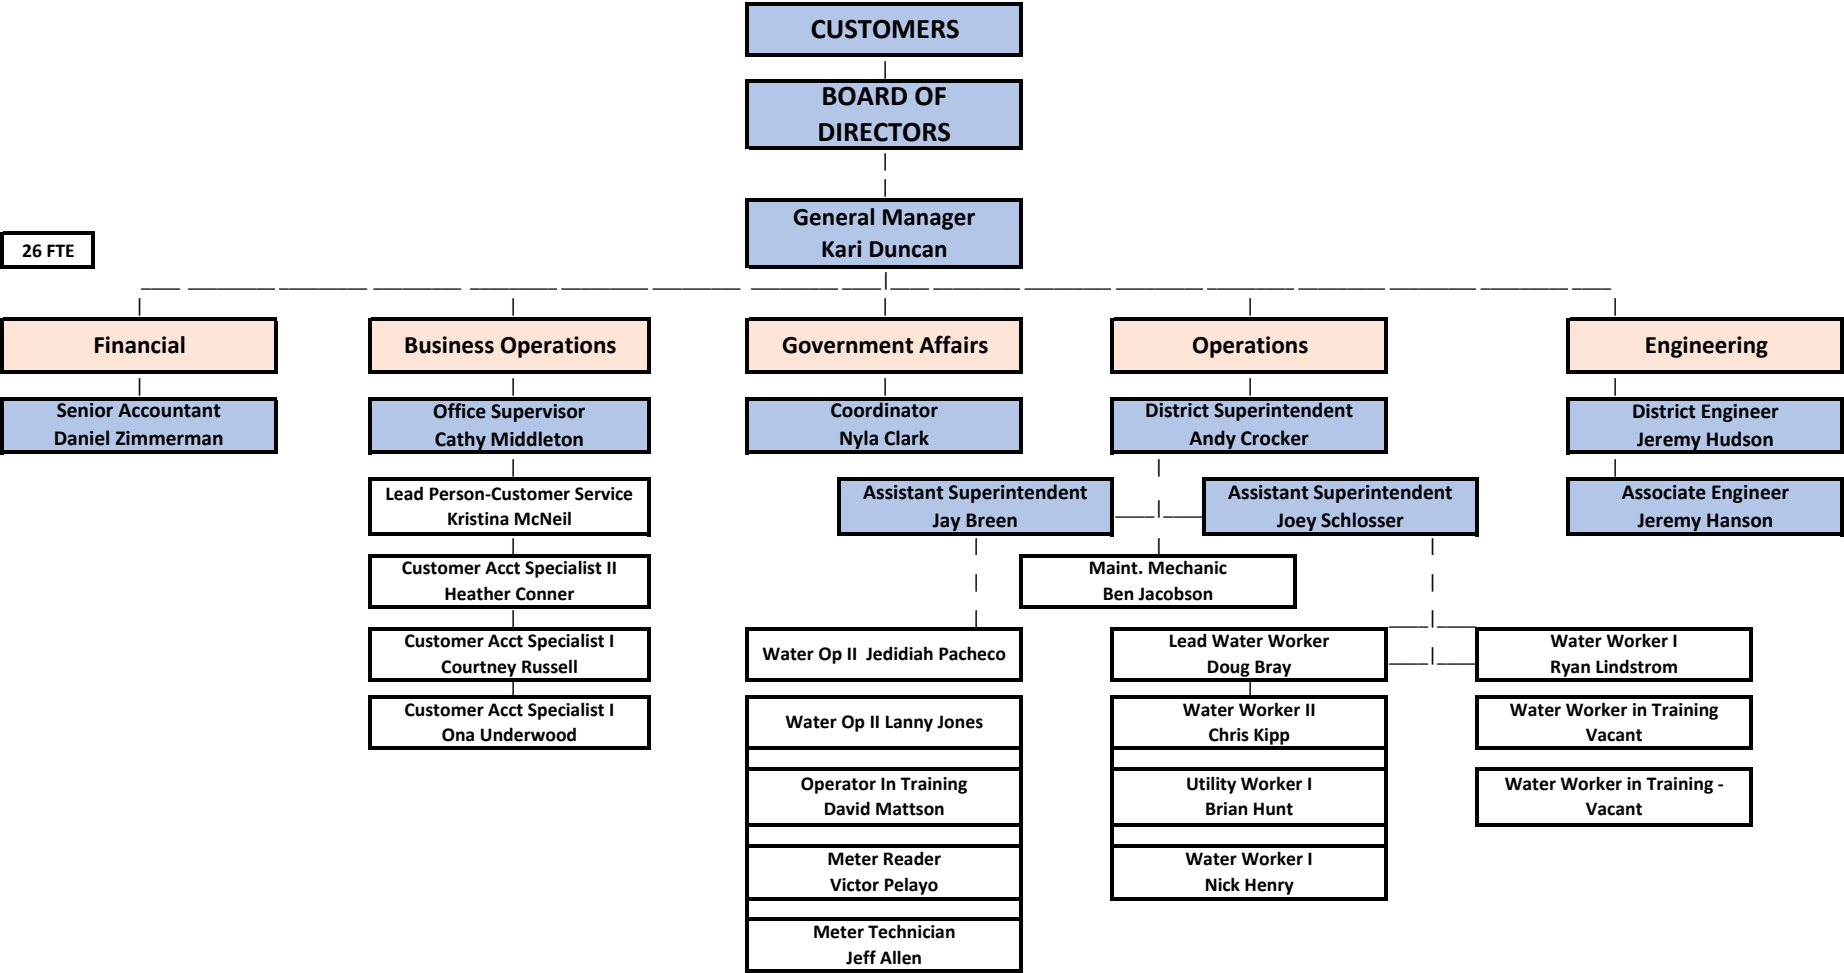 CUSTOMERS
BOARD OF
DIRECTORS
General Manager
Kari Duncan
26 FTE
Financial
Business Operations
Government Affairs
Operations
Engineering
Senior Accountant
Daniel Zimmerman
Office Supervisor
Cathy Middleton
Coordinator
Nyla Clark
District Superintendent
Andy Crocker
District Engineer
Jeremy Hudson
Lead Person-Customer Service
Kristina McNeil
Assistant Superintendent
Jay Breen
Assistant Superintendent
Joey Schlosser
Associate Engineer
Jeremy Hanson
Customer Acct Specialist II
Heather Conner
Maint. Mechanic
Ben Jacobson
Customer Acct Specialist I
Courtney Russell
Water Op II  Jedidiah Pacheco
Lead Water Worker
Doug Bray
Water Worker I
Ryan Lindstrom
Customer Acct Specialist I
Ona Underwood
Water Op II Lanny Jones
Water Worker II
Chris Kipp
Water Worker in Training
Vacant
Operator In Training
David Mattson
Utility Worker I
Brian Hunt
Water Worker in Training -
Vacant
Meter Reader
Victor Pelayo
Water Worker I
Nick Henry
Meter Technician
Jeff Allen